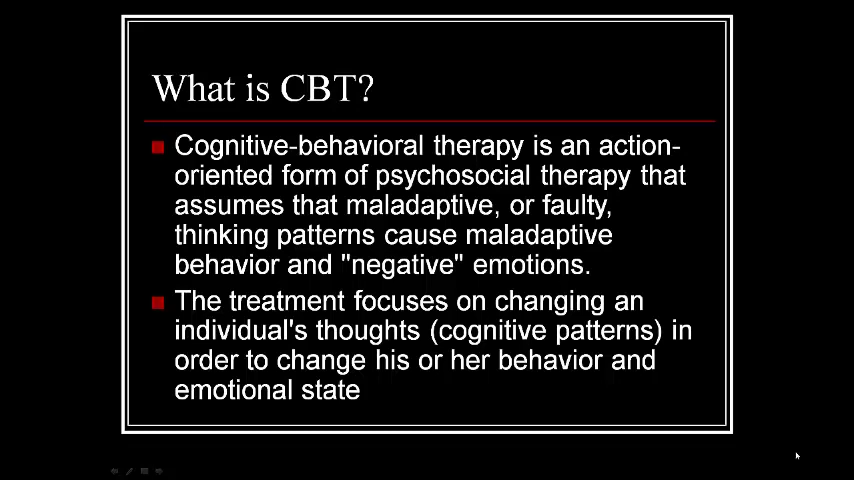 What is CBT?
Cognitive-behavioral therapy is an action-
oriented form of psychosocial therapy that
assumes that maladaptive, or faulty,
thinking patterns cause maladaptive
behavior and "negative" emotions.
The treatment focuses on changing an
individual's thoughts (cognitive patterns) in
order to change his or her behavior and
emotional state